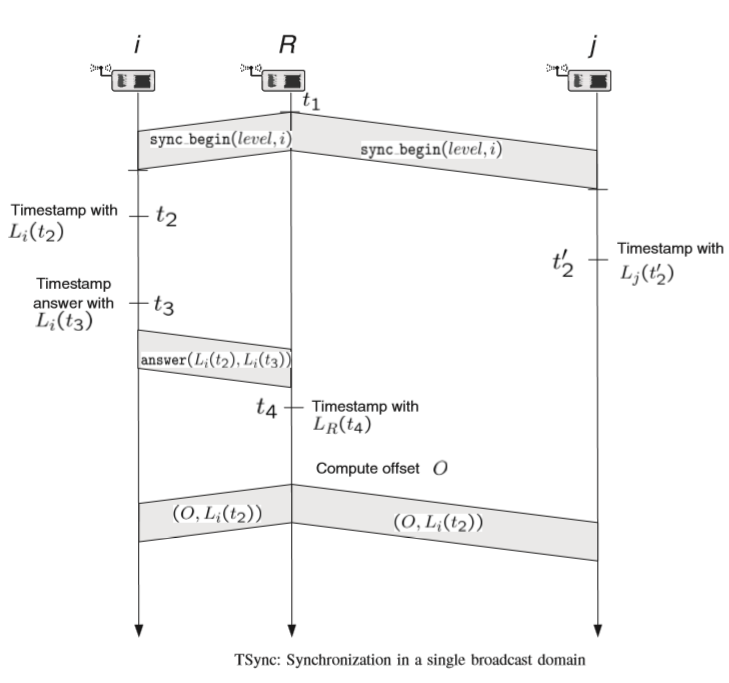 i R j
t₁
sync_begin(level, i)
sync_begin(level, i)
Timestamp with
Lᵢ(t₂)
t₂
t′₂
Timestamp with
Lⱼ(t′₂)
Timestamp
answer with
Lᵢ(t₃)
t₃
answer(Lᵢ(t₂), Lᵢ(t₃))
t₄
Timestamp with
L_R(t₄)
Compute offset O
(O, Lᵢ(t₂))
(O, Lᵢ(t₂))
TSync: Synchronization in a single broadcast domain